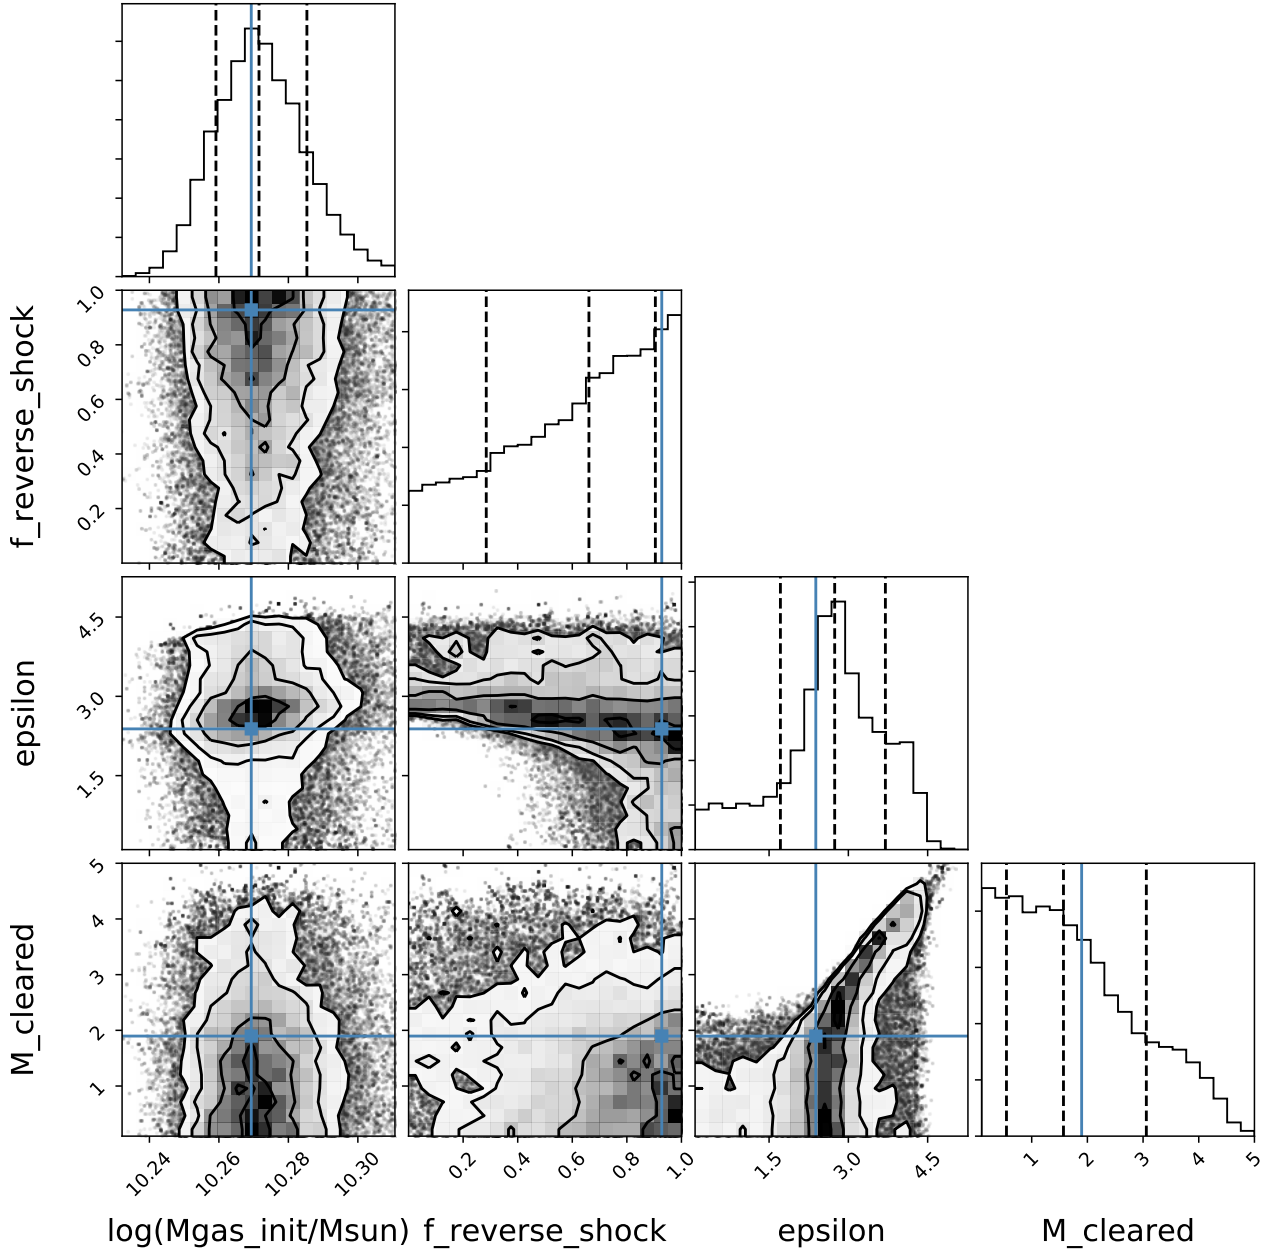 f_reverse_shock
1.0
0.8
0.6
0.4
0.2
epsilon
4.5
3.0
1.5
M_cleared
5
4
3
2
1
10.24 10.26 10.28 10.30 0.2 0.4 0.6 0.8 1.0 1.5 3.0 4.5 1 2 3 4 5
log(Mgas_init/Msun) f_reverse_shock epsilon M_cleared